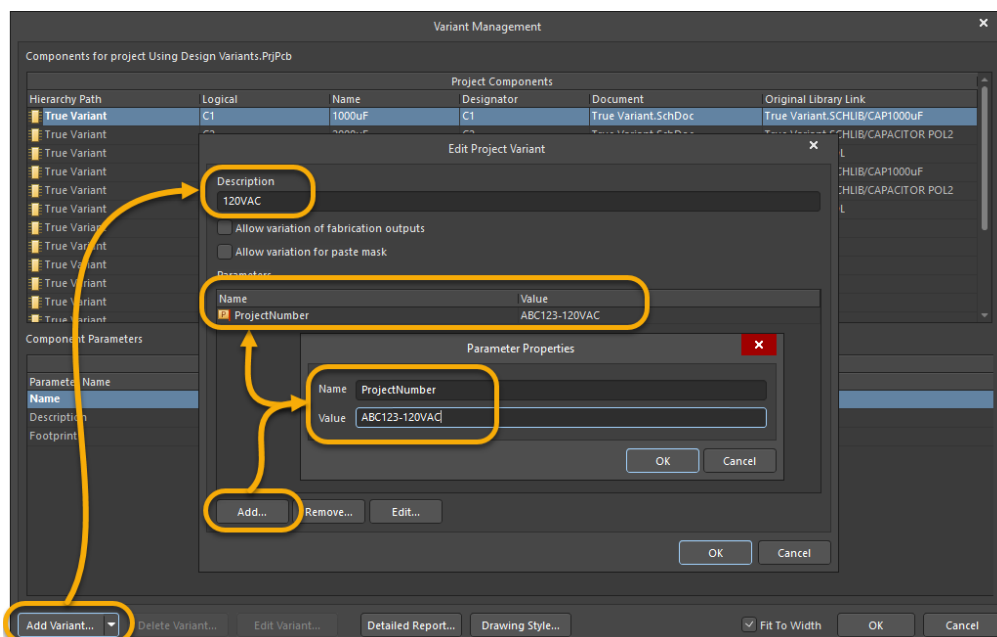 Variant Management
Components for project Using Design Variants.PrjPcb
Project Components
Hierarchy Path Logical Name Designator Document Original Library Link
True Variant C1 1000uF C1 True Variant.SchDoc True Variant.SCHLIB/CAP1000uF
True Variant
True Variant
True Variant CHLIB/CAP1000uF
True Variant CHLIB/CAPACITOR POL2
True Variant
True Variant
True Variant
True Variant
True Variant
True Variant
True Variant
Edit Project Variant
Description
120VAC
Allow variation of fabrication outputs
Allow variation for paste mask
Parameters
Name Value
ProjectNumber ABC123-120VAC
Parameter Properties
Name ProjectNumber
Value ABC123-120VAC
OK Cancel
Add... Remove... Edit...
OK Cancel
Component Parameters
Parameter Name
Name
Description
Footprint
Add Variant... Delete Variant... Edit Variant... Detailed Report... Drawing Style... Fit To Width OK Cancel